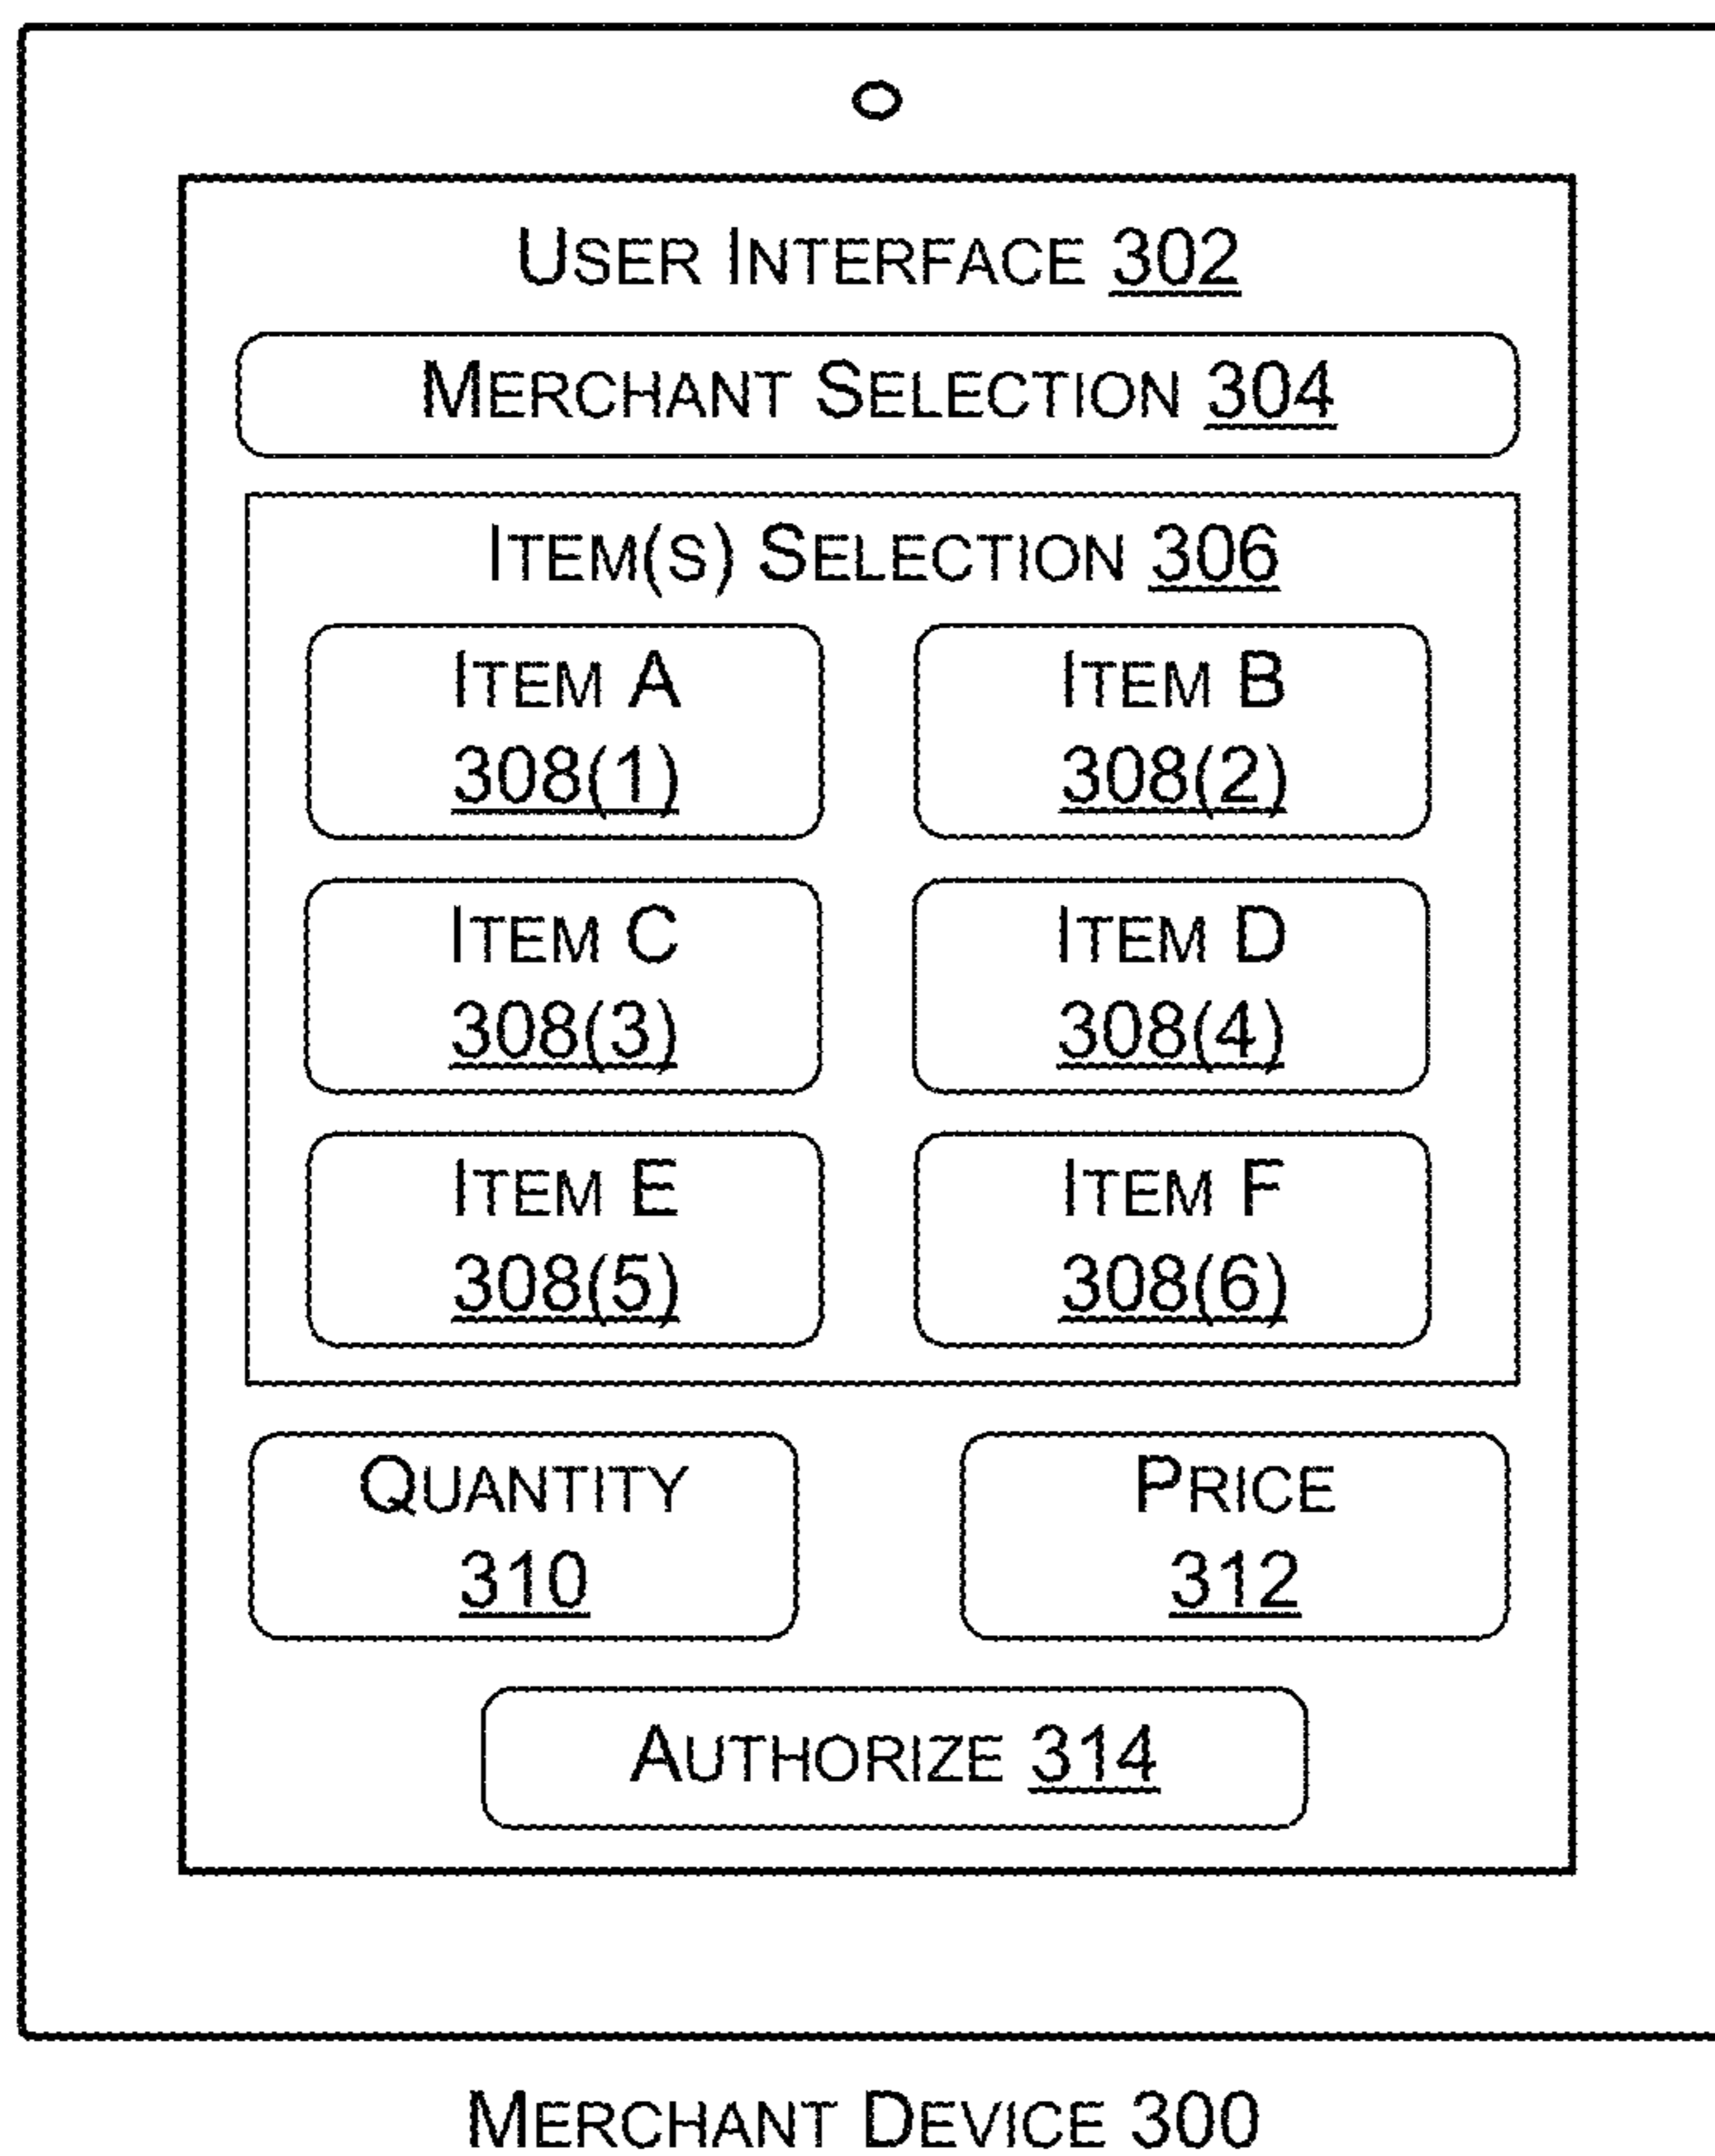 USER INTERFACE 302
MERCHANT SELECTION 304
ITEM(S) SELECTION 306
ITEM A
308(1)
ITEM B
308(2)
ITEM C
308(3)
ITEM D
308(4)
ITEM E
308(5)
ITEM F
308(6)
QUANTITY
310
PRICE
312
AUTHORIZE 314
MERCHANT DEVICE 300